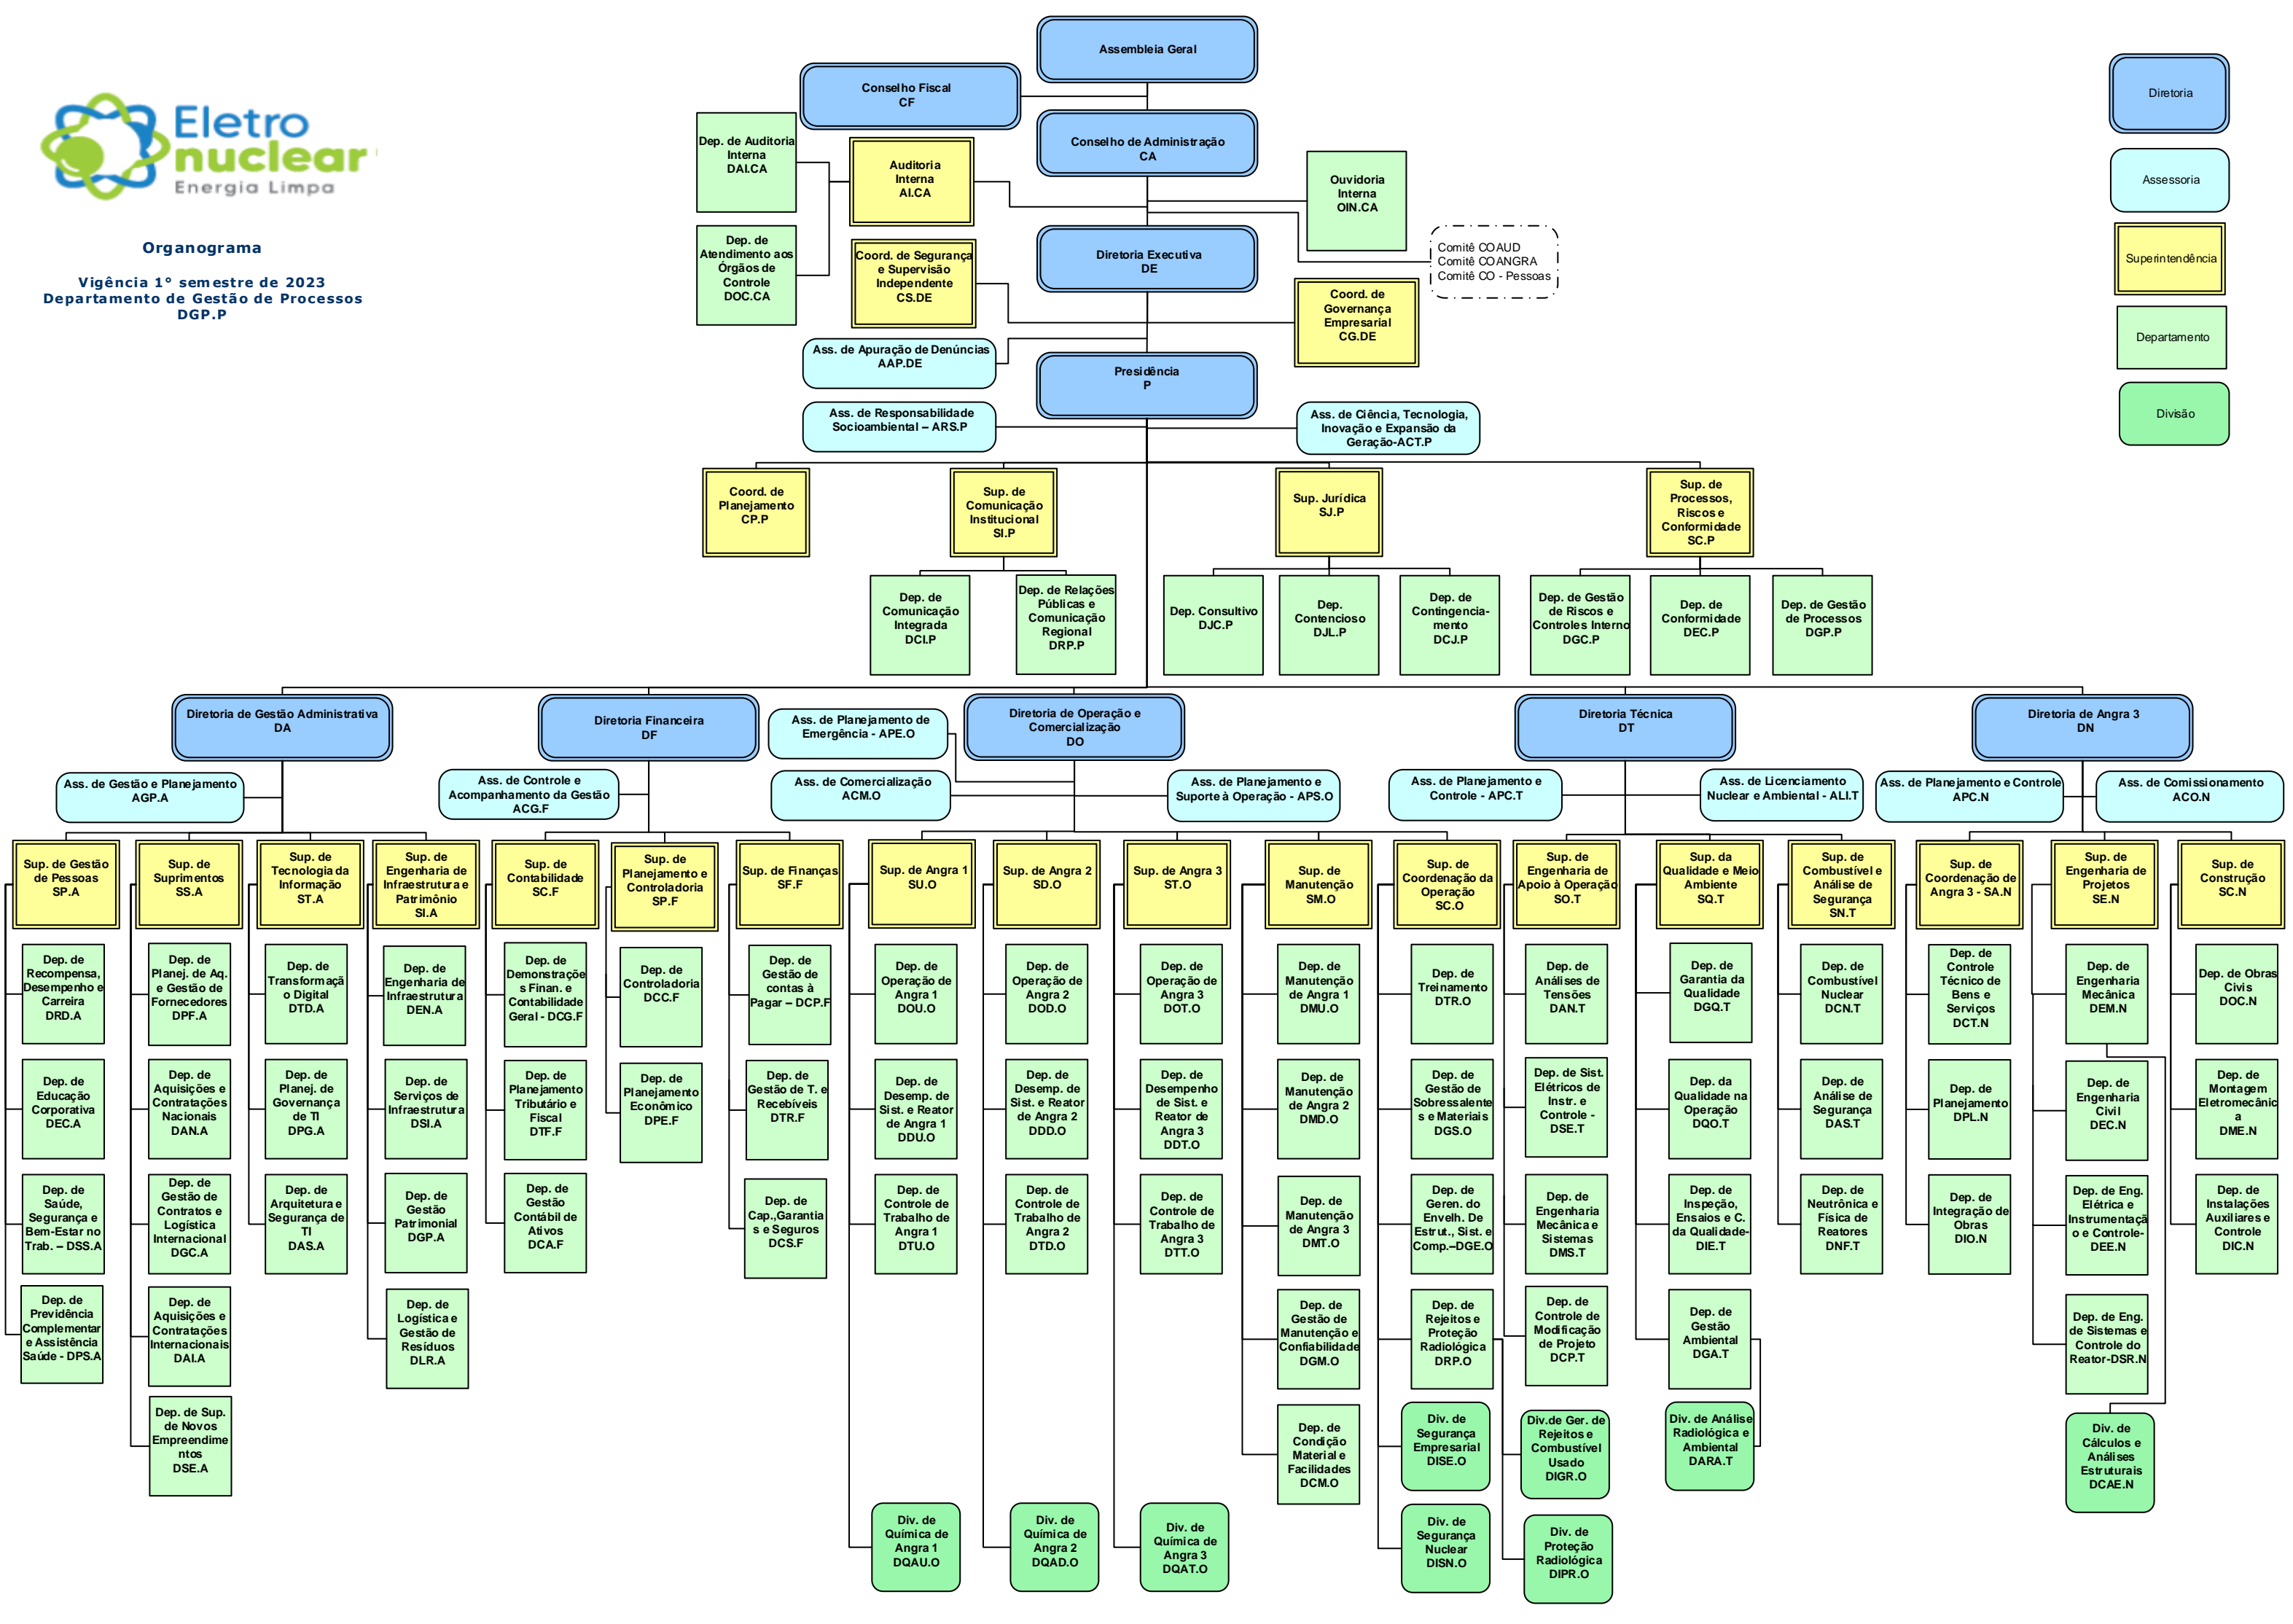 Eletro
nuclear
Energia Limpa
Organograma
Vigência 1° semestre de 2023
Departamento de Gestão de Processos
DGP.P
Assembleia Geral
Conselho Fiscal
CF
Conselho de Administração
CA
Dep. de Auditoria
Interna
DAI.CA
Auditoria
Interna
AI.CA
Ouvidoria
Interna
OIN.CA
Dep. de
Atendimento aos
Órgãos de
Controle
DOC.CA
Coord. de Segurança
e Supervisão
Independente
CS.DE
Diretoria Executiva
DE
Comitê COAUD
Comitê COANGRA
Comitê CO - Pessoas
Coord. de
Governança
Empresarial
CG.DE
Ass. de Apuração de Denúncias
AAP.DE
Presidência
P
Ass. de Responsabilidade
Socioambiental – ARS.P
Ass. de Ciência, Tecnologia,
Inovação e Expansão da
Geração-ACT.P
Diretoria
Assessoria
Superintendência
Departamento
Divisão
Coord. de
Planejamento
CP.P
Sup. de
Comunicação
Institucional
SI.P
Sup. Jurídica
SJ.P
Sup. de
Processos,
Riscos e
Conformidade
SC.P
Dep. de
Comunicação
Integrada
DCI.P
Dep. de Relações
Públicas e
Comunicação
Regional
DRP.P
Dep. Consultivo
DJC.P
Dep.
Contencioso
DJL.P
Dep. de
Contingencia-
mento
DCJ.P
Dep. de Gestão
de Riscos e
Controles Interno
DGC.P
Dep. de
Conformidade
DEC.P
Dep. de Gestão
de Processos
DGP.P
Diretoria de Gestão Administrativa
DA
Diretoria Financeira
DF
Ass. de Planejamento de
Emergência - APE.O
Diretoria de Operação e
Comercialização
DO
Diretoria Técnica
DT
Diretoria de Angra 3
DN
Ass. de Gestão e Planejamento
AGP.A
Ass. de Controle e
Acompanhamento da Gestão
ACG.F
Ass. de Comercialização
ACM.O
Ass. de Planejamento e
Suporte à Operação - APS.O
Ass. de Planejamento e
Controle - APC.T
Ass. de Licenciamento
Nuclear e Ambiental - ALI.T
Ass. de Planejamento e Controle
APC.N
Ass. de Comissionamento
ACO.N
Sup. de Gestão
de Pessoas
SP.A
Sup. de
Suprimentos
SS.A
Sup. de
Tecnologia da
Informação
ST.A
Sup. de
Engenharia de
Infraestrutura e
Patrimônio
SI.A
Sup. de
Contabilidade
SC.F
Sup. de
Planejamento e
Controladoria
SP.F
Sup. de Finanças
SF.F
Sup. de Angra 1
SU.O
Sup. de Angra 2
SD.O
Sup. de Angra 3
ST.O
Sup. de
Manutenção
SM.O
Sup. de
Coordenação da
Operação
SC.O
Sup. de
Engenharia de
Apoio à Operação
SO.T
Sup. da
Qualidade e Meio
Ambiente
SQ.T
Sup. de
Combustível e
Análise de
Segurança
SN.T
Sup. de
Coordenação de
Angra 3 - SA.N
Sup. de
Engenharia de
Projetos
SE.N
Sup. de
Construção
SC.N
Dep. de
Recompensa,
Desempenho e
Carreira
DRD.A
Dep. de
Planej. de Aq.
e Gestão de
Fornecedores
DPF.A
Dep. de
Transformaçã
o Digital
DTD.A
Dep. de
Engenharia de
Infraestrutura
DEN.A
Dep. de
Demonstraçõe
s Finan. e
Contabilidade
Geral - DCG.F
Dep. de
Controladoria
DCC.F
Dep. de
Gestão de
contas à
Pagar – DCP.F
Dep. de
Operação de
Angra 1
DOU.O
Dep. de
Operação de
Angra 2
DOD.O
Dep. de
Operação de
Angra 3
DOT.O
Dep. de
Manutenção
de Angra 1
DMU.O
Dep. de
Treinamento
DTR.O
Dep. de
Análises de
Tensões
DAN.T
Dep. de
Garantia da
Qualidade
DGQ.T
Dep. de
Combustível
Nuclear
DCN.T
Dep. de
Controle
Técnico de
Bens e
Serviços
DCT.N
Dep. de
Engenharia
Mecânica
DEM.N
Dep. de Obras
Civis
DOC.N
Dep. de
Educação
Corporativa
DEC.A
Dep. de
Aquisições e
Contratações
Nacionais
DAN.A
Dep. de
Planej. de
Governança
de TI
DPG.A
Dep. de
Serviços de
Infraestrutura
DSI.A
Dep. de
Planejamento
Tributário e
Fiscal
DTF.F
Dep. de
Planejamento
Econômico
DPE.F
Dep. de
Gestão de T. e
Recebíveis
DTR.F
Dep. de
Desemp. de
Sist. e Reator
de Angra 1
DDU.O
Dep. de
Desemp. de
Sist. e Reator
de Angra 2
DDD.O
Dep. de
Desempenho
de Sist. e
Reator de
Angra 3
DDT.O
Dep. de
Manutenção
de Angra 2
DMD.O
Dep. de
Gestão de
Sobressalente
s e Materiais
DGS.O
Dep. de Sist.
Elétricos de
Instr. e
Controle -
DSE.T
Dep. da
Qualidade na
Operação
DQO.T
Dep. de
Análise de
Segurança
DAS.T
Dep. de
Planejamento
DPL.N
Dep. de
Engenharia
Civil
DEC.N
Dep. de
Montagem
Eletromecânic
a
DME.N
Dep. de
Saúde,
Segurança e
Bem-Estar no
Trab. – DSS.A
Dep. de
Gestão de
Contratos e
Logística
Internacional
DGC.A
Dep. de
Arquitetura e
Segurança de
TI
DAS.A
Dep. de
Gestão
Patrimonial
DGP.A
Dep. de
Gestão
Contábil de
Ativos
DCA.F
Dep. de
Cap.,Garantia
s e Seguros
DCS.F
Dep. de
Controle de
Trabalho de
Angra 1
DTU.O
Dep. de
Controle de
Trabalho de
Angra 2
DTD.O
Dep. de
Controle de
Trabalho de
Angra 3
DTT.O
Dep. de
Manutenção
de Angra 3
DMT.O
Dep. de
Geren. do
Envelh. De
Estrut., Sist. e
Comp.–DGE.O
Dep. de
Engenharia
Mecânica e
Sistemas
DMS.T
Dep. de
Inspeção,
Ensaios e C.
da Qualidade-
DIE.T
Dep. de
Neutrônica e
Física de
Reatores
DNF.T
Dep. de
Integração de
Obras
DIO.N
Dep. de Eng.
Elétrica e
Instrumentaçã
o e Controle-
DEE.N
Dep. de
Instalações
Auxiliares e
Controle
DIC.N
Dep. de
Previdência
Complementar
e Assistência
Saúde - DPS.A
Dep. de
Aquisições e
Contratações
Internacionais
DAI.A
Dep. de
Logística e
Gestão de
Resíduos
DLR.A
Dep. de
Gestão de
Manutenção e
Confiabilidade
DGM.O
Dep. de
Rejeitos e
Proteção
Radiológica
DRP.O
Dep. de
Controle de
Modificação
de Projeto
DCP.T
Dep. de
Gestão
Ambiental
DGA.T
Dep. de Eng.
de Sistemas e
Controle do
Reator-DSR.N
Dep. de Sup.
de Novos
Empreendime
ntos
DSE.A
Dep. de
Condição
Material e
Facilidades
DCM.O
Div. de
Segurança
Empresarial
DISE.O
Div.de Ger. de
Rejeitos e
Combustível
Usado
DIGR.O
Div. de Análise
Radiológica e
Ambiental
DARA.T
Div. de
Cálculos e
Análises
Estruturais
DCAE.N
Div. de
Química de
Angra 1
DQAU.O
Div. de
Química de
Angra 2
DQAD.O
Div. de
Química de
Angra 3
DQAT.O
Div. de
Segurança
Nuclear
DISN.O
Div. de
Proteção
Radiológica
DIPR.O